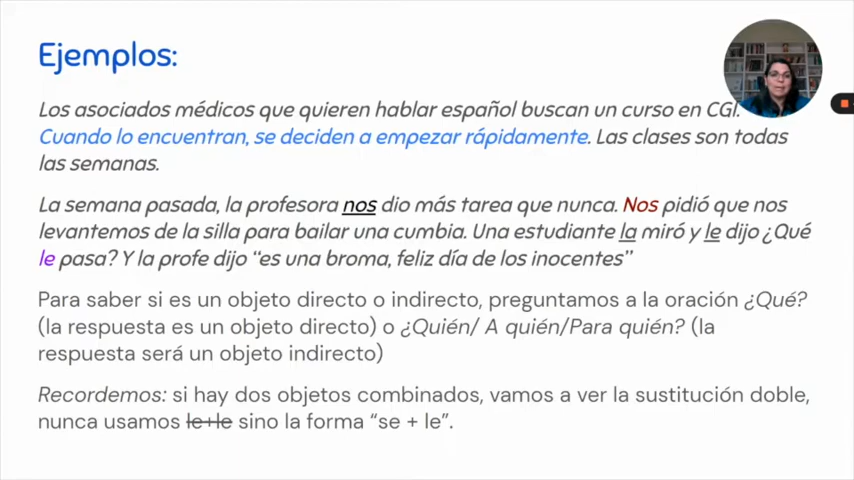 Ejemplos:
Los asociados médicos que quieren hablar español buscan un curso en CGI.
Cuando lo encuentran, se deciden a empezar rápidamente. Las clases son todas
las semanas.
La semana pasada, la profesora nos dio más tarea que nunca. Nos pidió que nos
levantemos de la silla para bailar una cumbia. Una estudiante la miró y le dijo ¿Qué
le pasa? Y la profe dijo “es una broma, feliz día de los inocentes”
Para saber si es un objeto directo o indirecto, preguntamos a la oración ¿Qué?
(la respuesta es un objeto directo) o ¿Quién/ A quién/Para quién? (la
respuesta será un objeto indirecto)
Recordemos: si hay dos objetos combinados, vamos a ver la sustitución doble,
nunca usamos le+le sino la forma “se + le”.